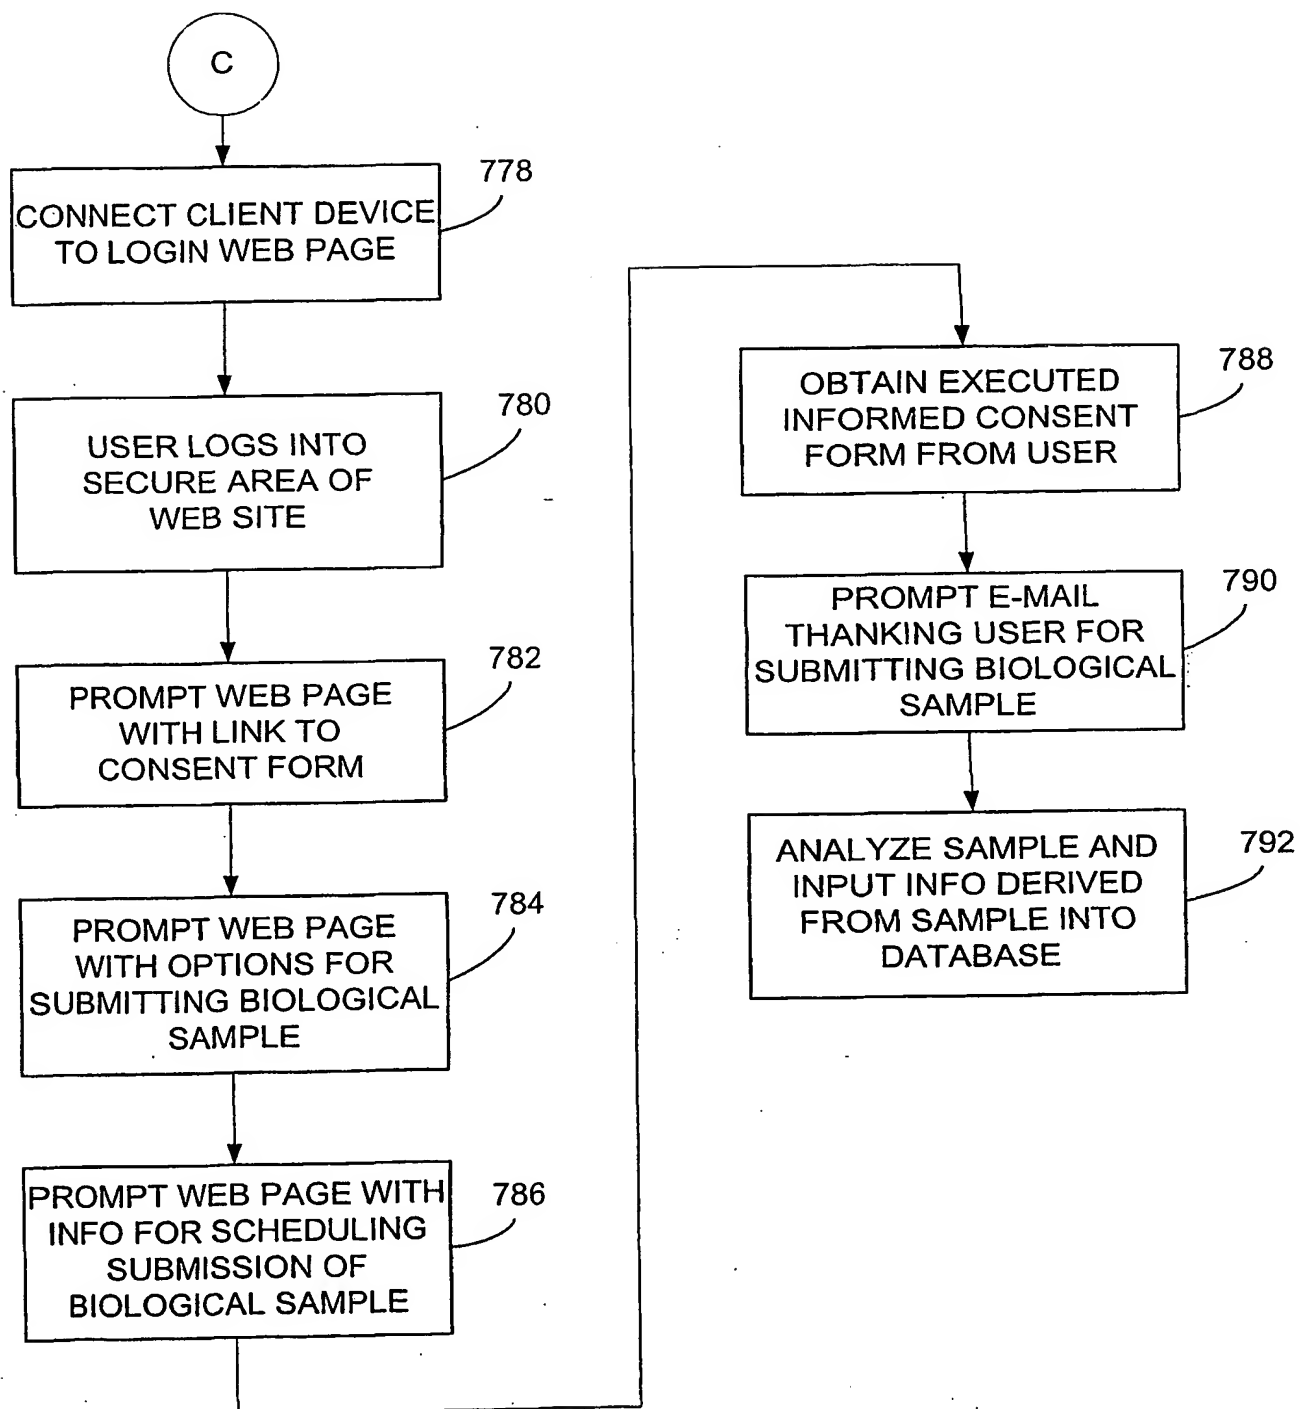 C
778
CONNECT CLIENT DEVICE
TO LOGIN WEB PAGE
780
USER LOGS INTO
SECURE AREA OF
WEB SITE
782
PROMPT WEB PAGE
WITH LINK TO
CONSENT FORM
784
PROMPT WEB PAGE
WITH OPTIONS FOR
SUBMITTING BIOLOGICAL
SAMPLE
786
PROMPT WEB PAGE WITH
INFO FOR SCHEDULING
SUBMISSION OF
BIOLOGICAL SAMPLE
788
OBTAIN EXECUTED
INFORMED CONSENT
FORM FROM USER
790
PROMPT E-MAIL
THANKING USER FOR
SUBMITTING BIOLOGICAL
SAMPLE
792
ANALYZE SAMPLE AND
INPUT INFO DERIVED
FROM SAMPLE INTO
DATABASE